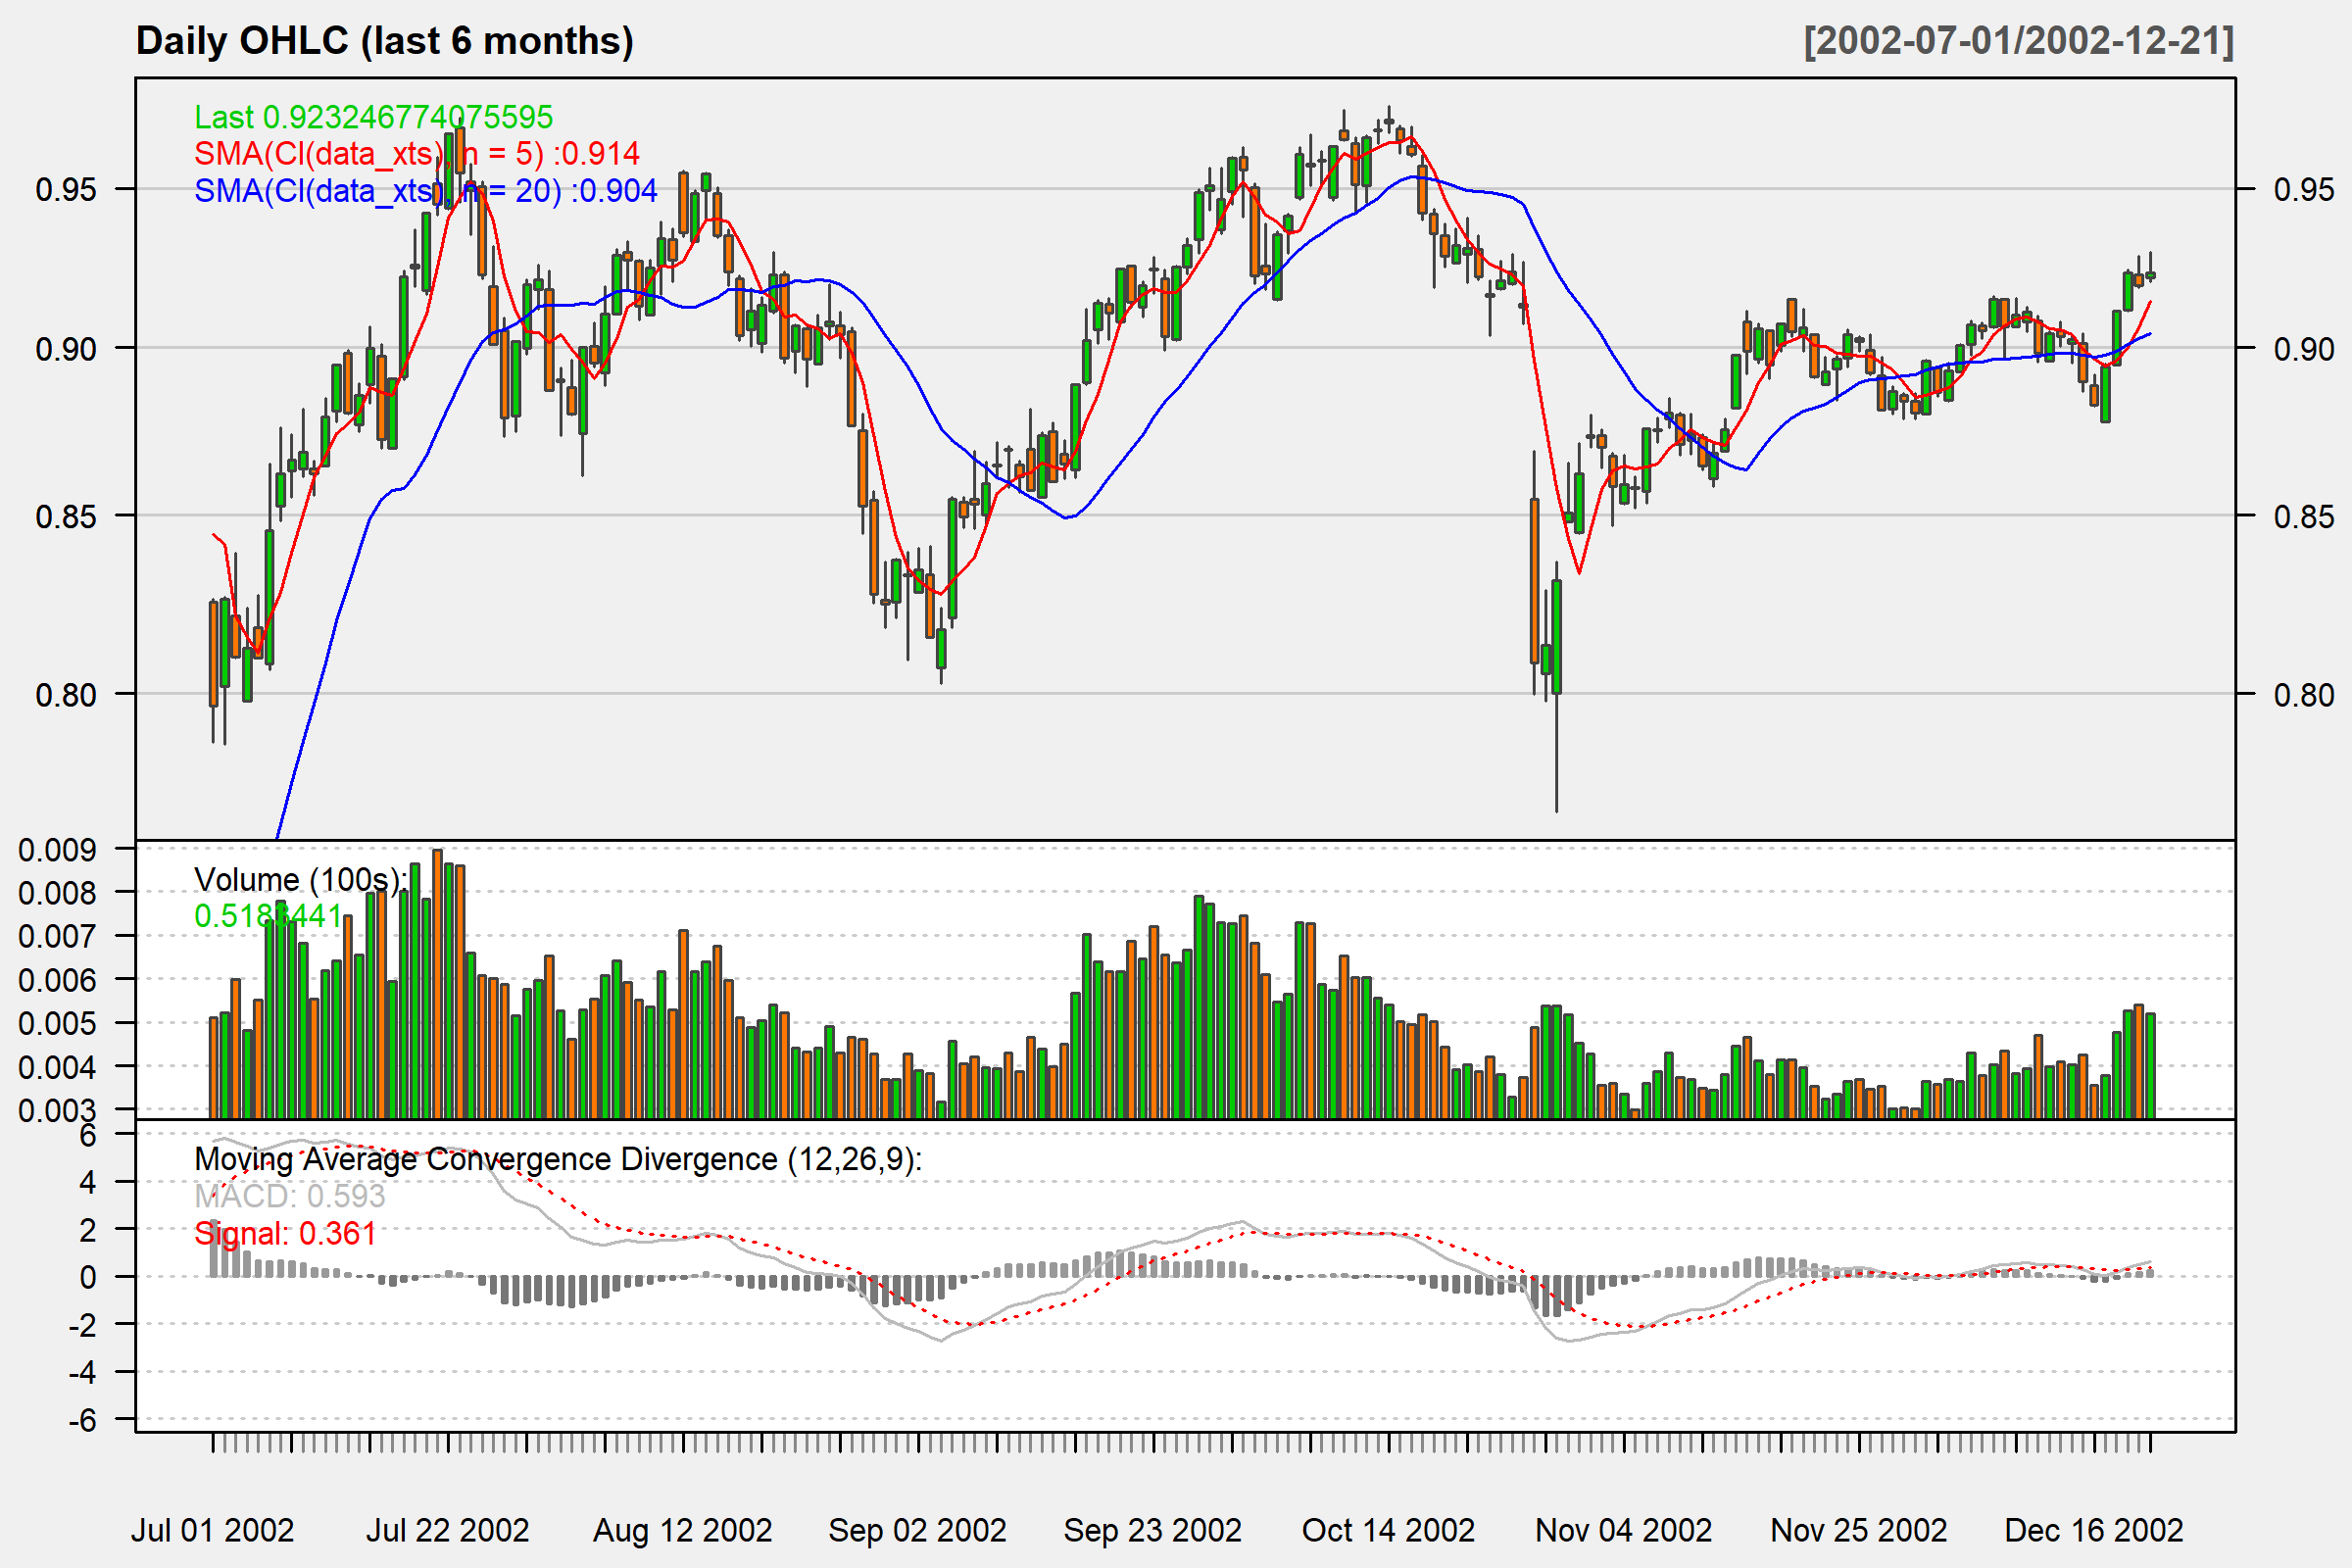 Daily OHLC (last 6 months) [2002-07-01/2002-12-21]
Last 0.923246774075595
SMA(Cl(data_xts), n = 5) :0.914
SMA(Cl(data_xts), n = 20) :0.904
0.95 0.95
0.90 0.90
0.85 0.85
0.80 0.80
0.009
Volume (100s):
0.008
0.5183441
0.007
0.006
0.005
0.004
0.003
6
Moving Average Convergence Divergence (12,26,9):
4
MACD: 0.593
2
Signal: 0.361
0
-2
-4
-6
Jul 01 2002 Jul 22 2002 Aug 12 2002 Sep 02 2002 Sep 23 2002 Oct 14 2002 Nov 04 2002 Nov 25 2002 Dec 16 2002